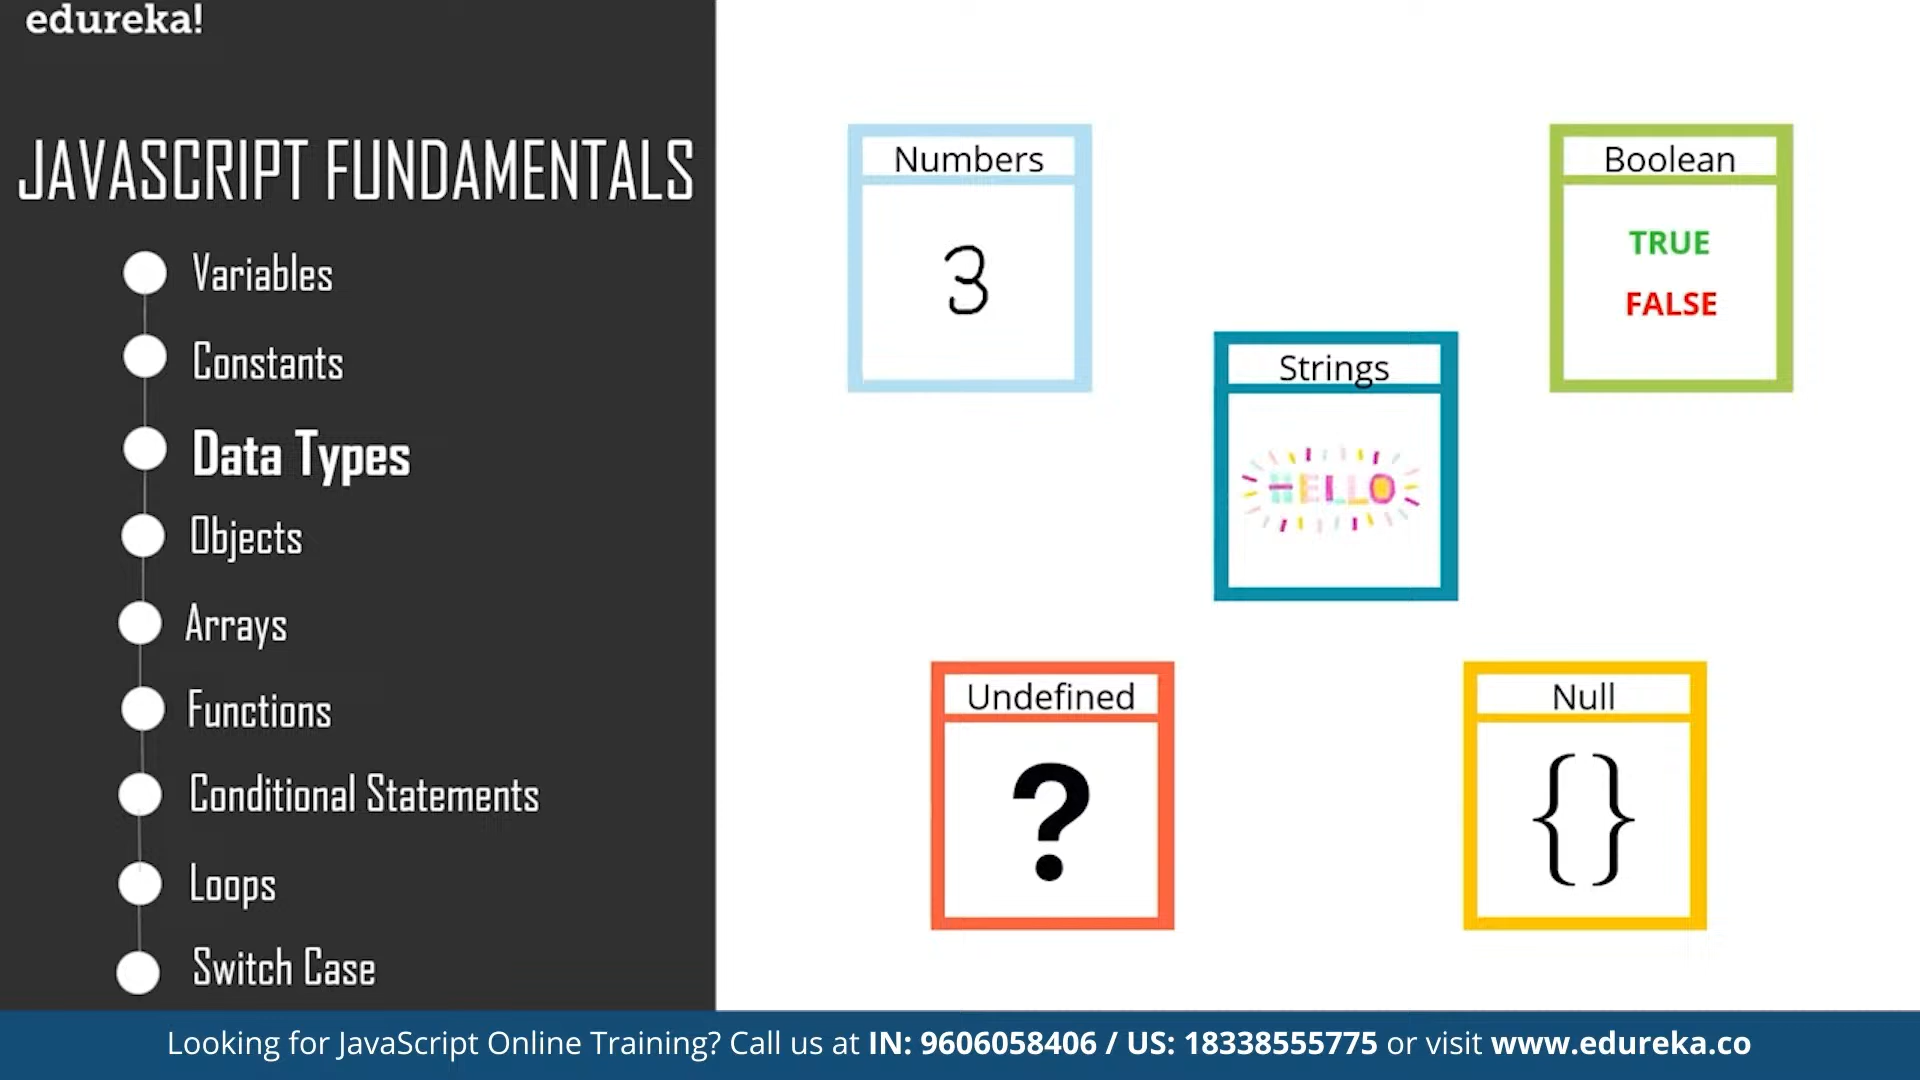 edureka!
JAVASCRIPT FUNDAMENTALS
Variables
Constants
Data Types
Objects
Arrays
Functions
Conditional Statements
Loops
Switch Case
Numbers
3
Boolean
TRUE
FALSE
Strings
HELLO
Undefined
?
Null
{}
Looking for JavaScript Online Training? Call us at IN: 9606058406 / US: 18338555775 or visit www.edureka.co